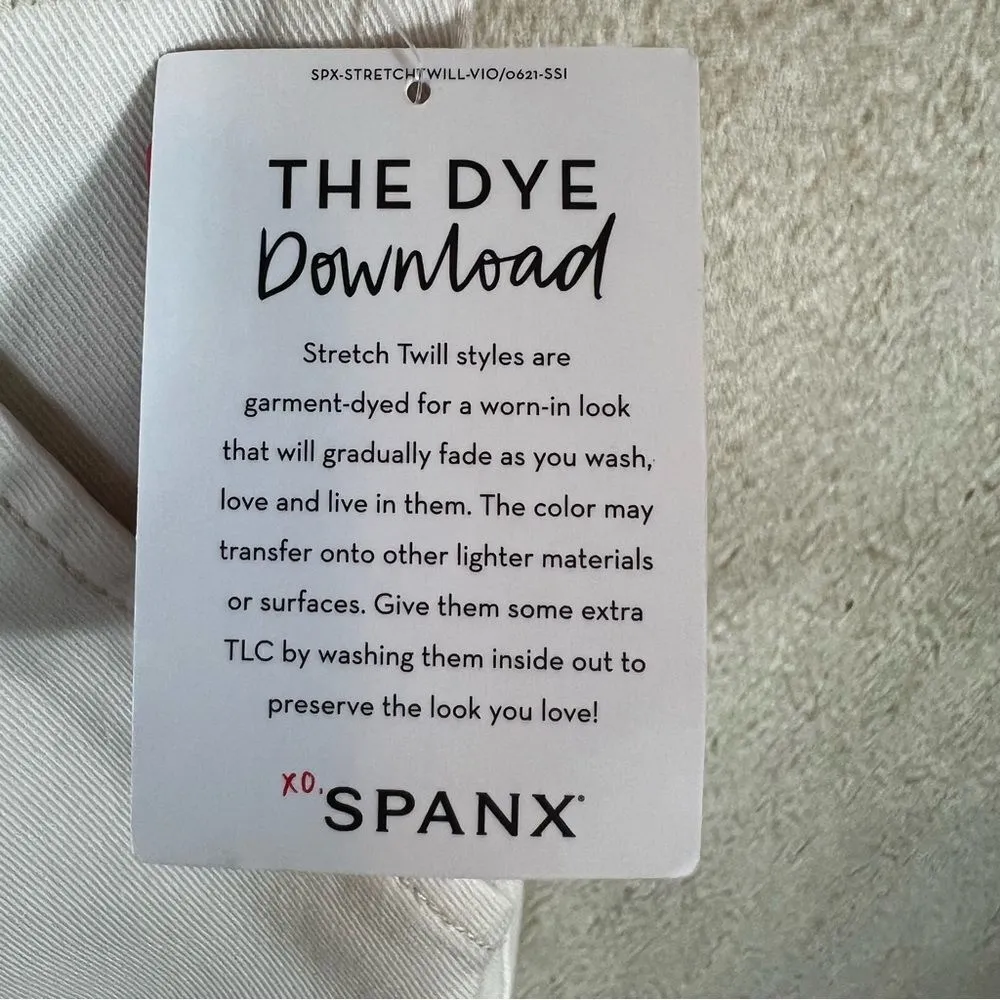 SPX-STRETCHTWILL-V10/0621-SSI
THE DYE
Download
Stretch Twill styles are
garment-dyed for a worn-in look
that will gradually fade as you wash,
love and live in them. The color may
transfer onto other lighter materials
or surfaces. Give them some extra
TLC by washing them inside out to
preserve the look you love!
XO,
SPANX®